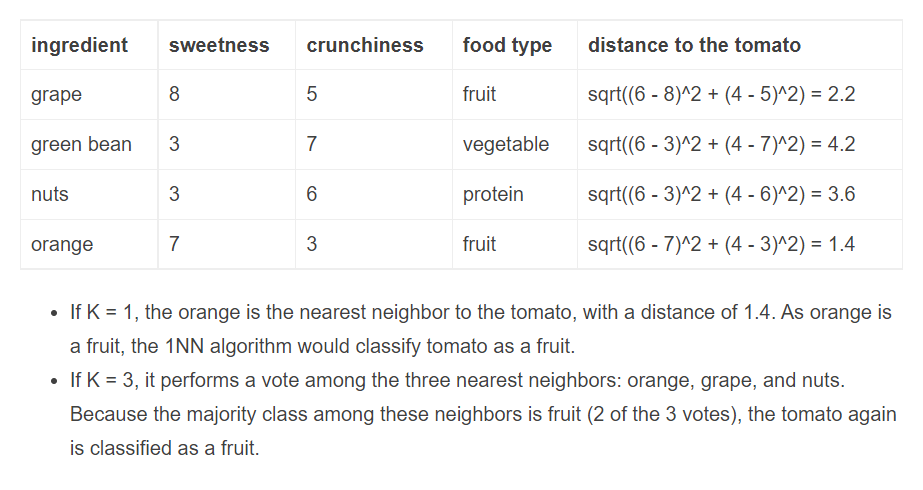 ingredient sweetness crunchiness food type distance to the tomato
grape 8 5 fruit sqrt((6 - 8)^2 + (4 - 5)^2) = 2.2
green bean 3 7 vegetable sqrt((6 - 3)^2 + (4 - 7)^2) = 4.2
nuts 3 6 protein sqrt((6 - 3)^2 + (4 - 6)^2) = 3.6
orange 7 3 fruit sqrt((6 - 7)^2 + (4 - 3)^2) = 1.4
• If K = 1, the orange is the nearest neighbor to the tomato, with a distance of 1.4. As orange is
a fruit, the 1NN algorithm would classify tomato as a fruit.
• If K = 3, it performs a vote among the three nearest neighbors: orange, grape, and nuts.
Because the majority class among these neighbors is fruit (2 of the 3 votes), the tomato again
is classified as a fruit.